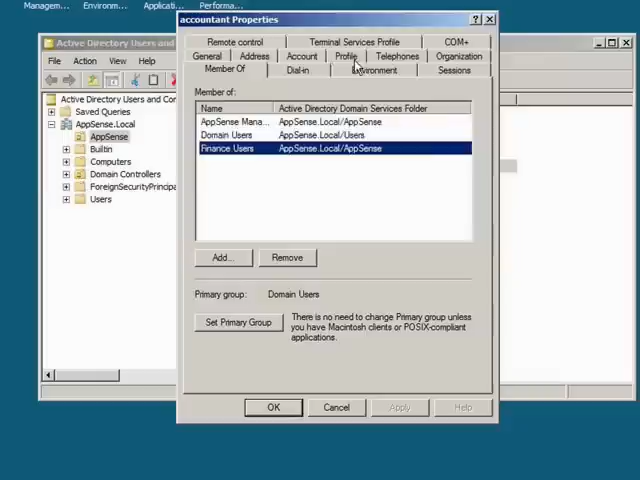 Manageme... Environm... Applicati... Performa...
accountant Properties
Active Directory Users and
File Action View
Remote control Terminal Services Profile COM+
General Address Account Profile Telephones Organization
Member Of Dial-in Environment Sessions
Active Directory Users and Con
Saved Queries
AppSense.Local
AppSense
Builtin
Computers
Domain Controllers
ForeignSecurityPrincipa
Users
Member of:
Name Active Directory Domain Services Folder
AppSense Mana... AppSense.Local/AppSense
Domain Users AppSense.Local/Users
Finance Users AppSense.Local/AppSense
Add... Remove
Primary group: Domain Users
Set Primary Group
There is no need to change Primary group unless
you have Macintosh clients or POSIX-compliant
applications.
OK Cancel Apply Help